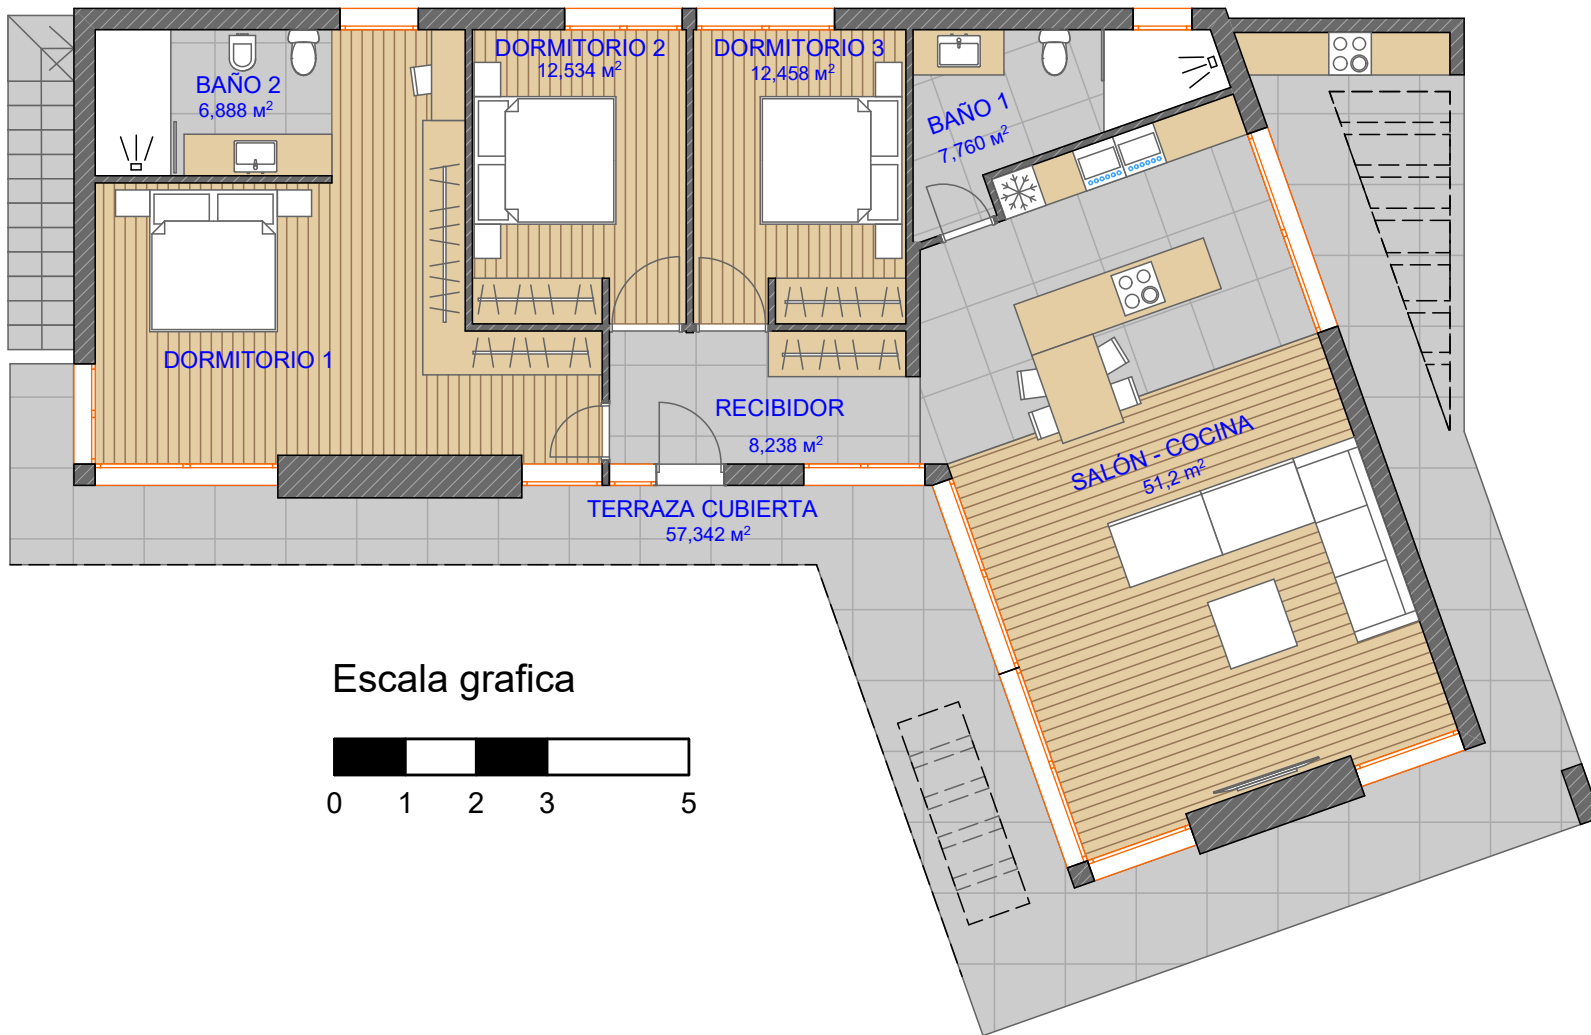 DORMITORIO 2
12,534 м²
DORMITORIO 3
12,458 м²
BAÑO 2
6,888 м²
BAÑO 1
7,760 м²
DORMITORIO 1
RECIBIDOR
8,238 м²
SALÓN - COCINA
51,2 m²
TERRAZA CUBIERTA
57,342 м²
Escala grafica
0 1 2 3 5